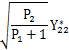 √(P₂ / (P₁ + 1)) Y*₂₂